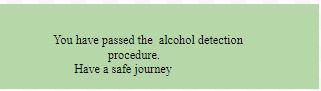 You have passed the alcohol detection
procedure.
Have a safe journey